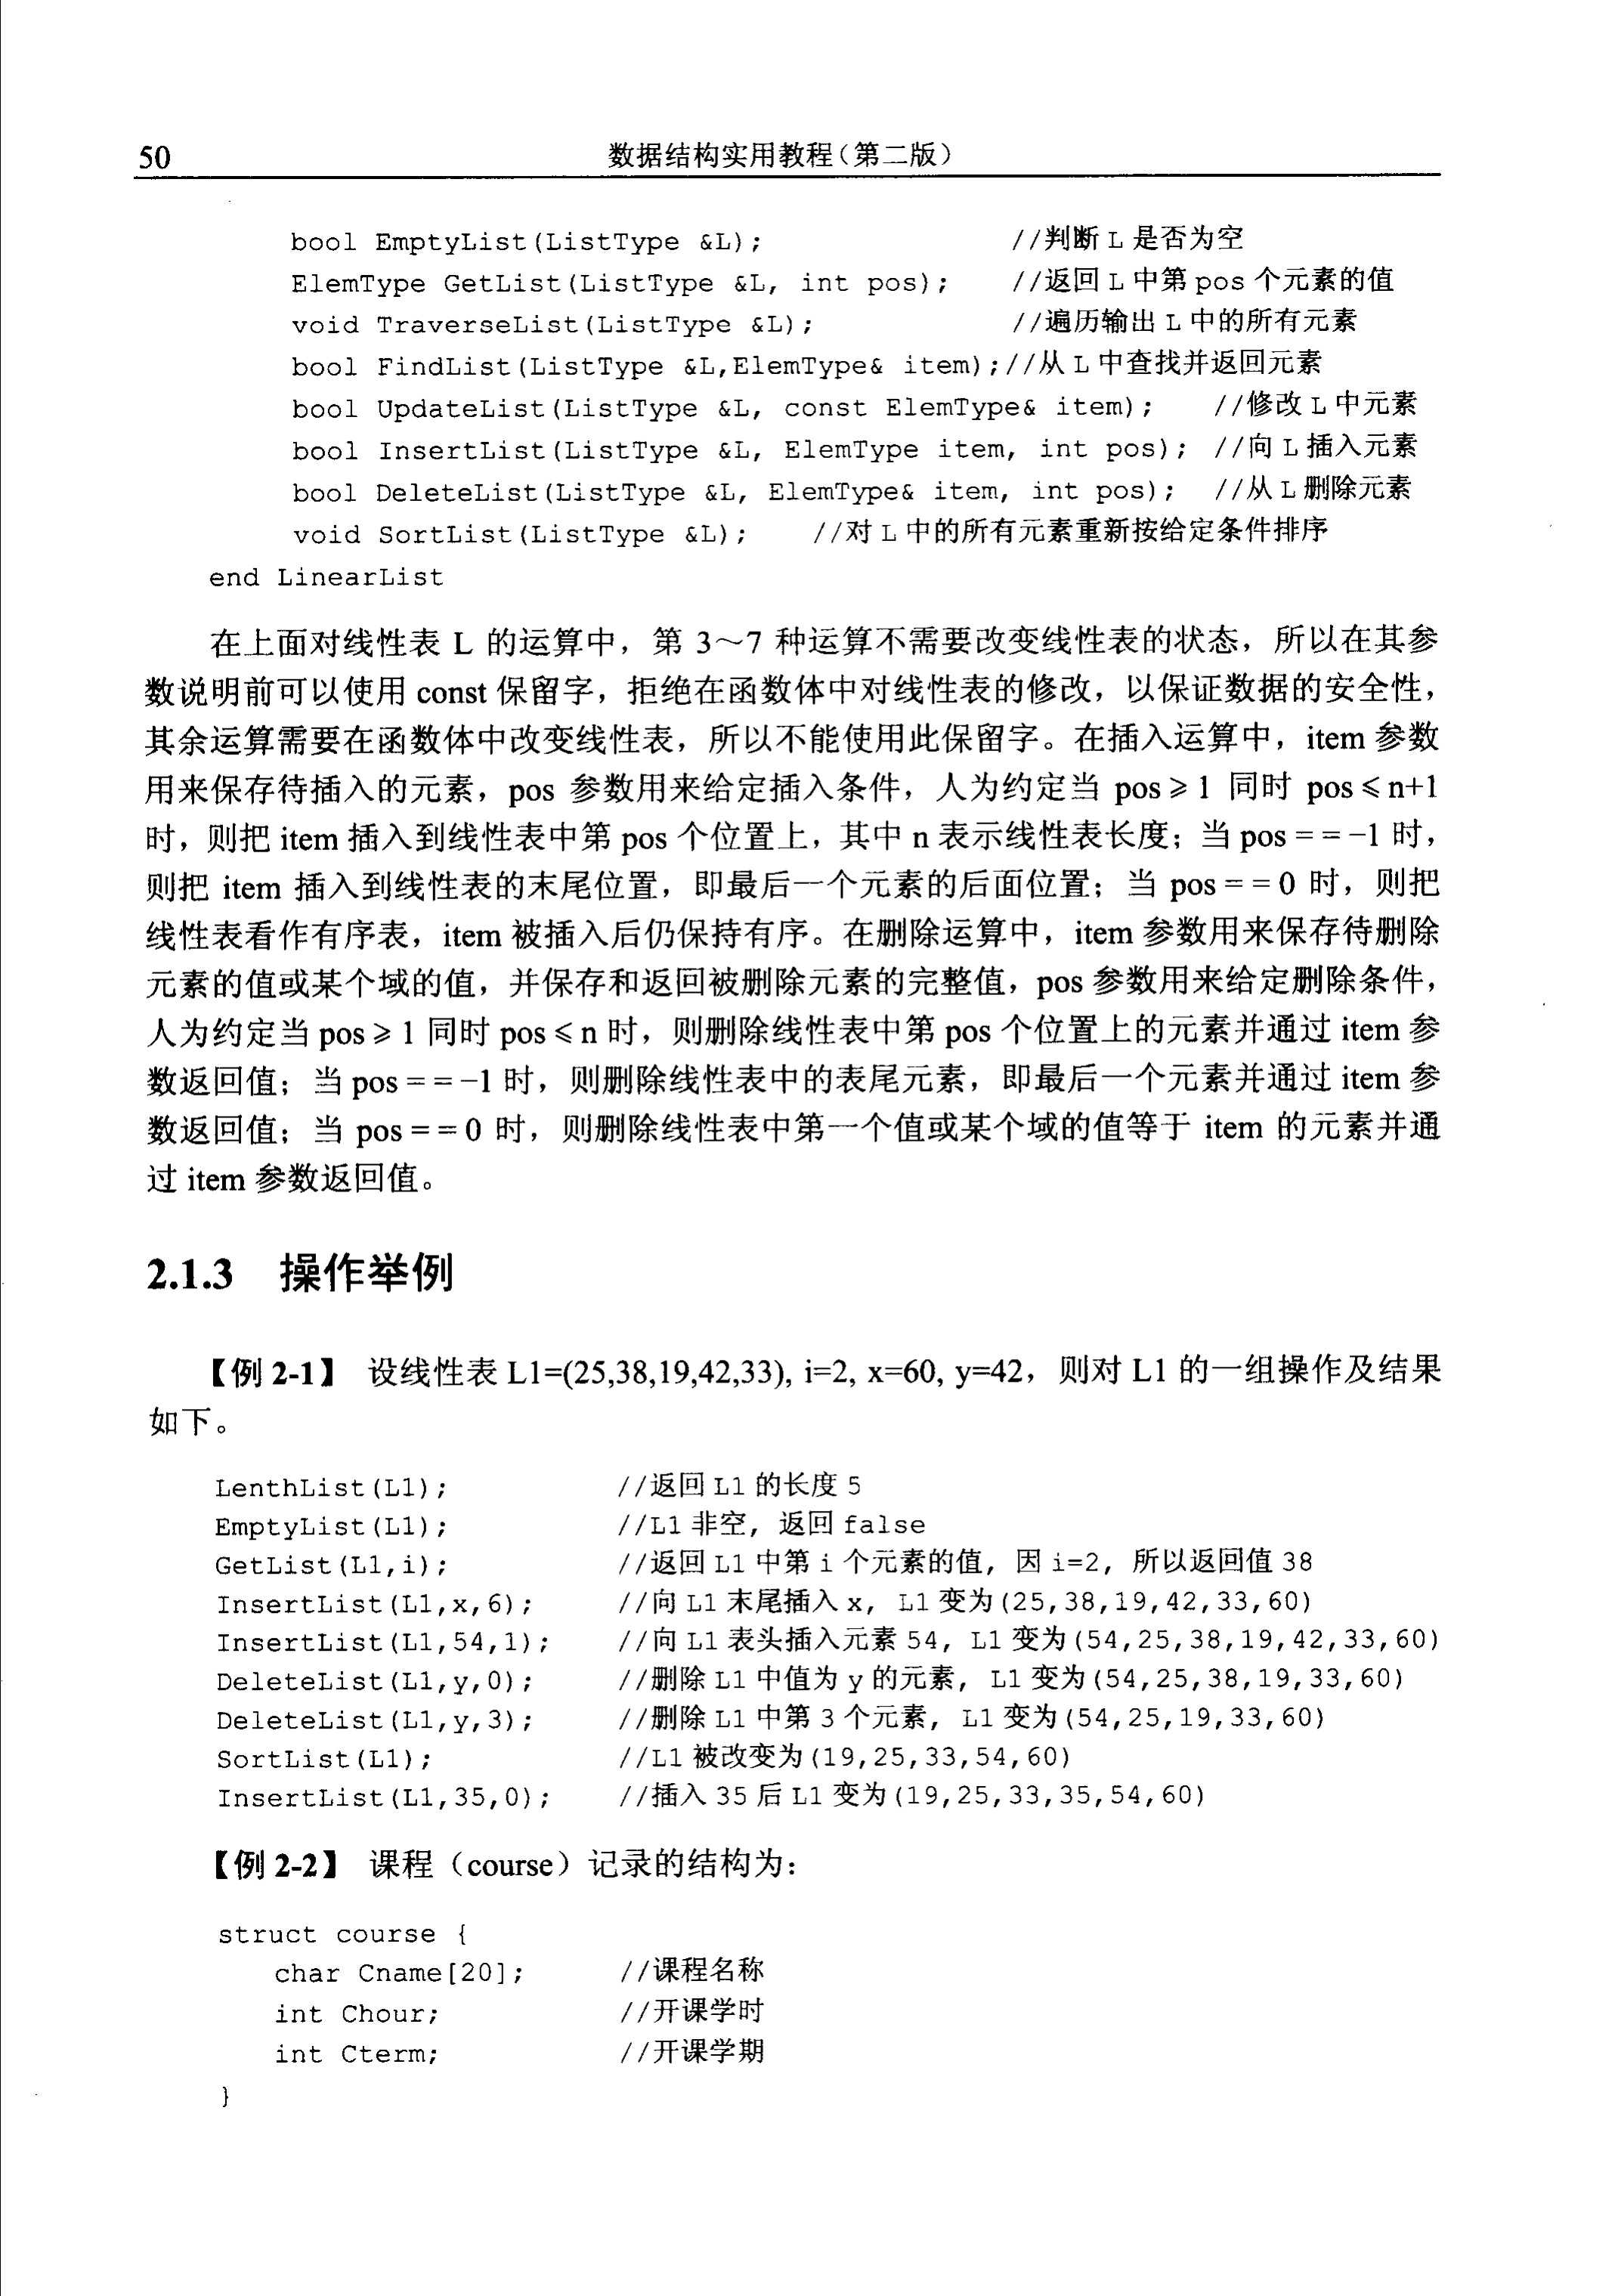 50
数据结构实用教程(第二版)
bool EmptyList(ListType &L); //判断 L 是否为空
ElemType GetList(ListType &L, int pos); //返回 L 中第 pos 个元素的值
void TraverseList(ListType &L); //遍历输出 L 中的所有元素
bool FindList(ListType &L,ElemType& item);//从 L 中查找并返回元素
bool UpdateList(ListType &L, const ElemType& item); //修改 L 中元素
bool InsertList(ListType &L, ElemType item, int pos); //向 L 插入元素
bool DeleteList(ListType &L, ElemType& item, int pos); //从 L 删除元素
void SortList(ListType &L); //对 L 中的所有元素重新按给定条件排序
end LinearList
在上面对线性表 L 的运算中，第 3～7 种运算不需要改变线性表的状态，所以在其参
数说明前可以使用 const 保留字，拒绝在函数体中对线性表的修改，以保证数据的安全性，
其余运算需要在函数体中改变线性表，所以不能使用此保留字。在插入运算中，item 参数
用来保存待插入的元素，pos 参数用来给定插入条件，人为约定当 pos⩾1 同时 pos⩽n+1
时，则把 item 插入到线性表中第 pos 个位置上，其中 n 表示线性表长度；当 pos = = −1 时，
则把 item 插入到线性表的末尾位置，即最后一个元素的后面位置；当 pos = = 0 时，则把
线性表看作有序表，item 被插入后仍保持有序。在删除运算中，item 参数用来保存待删除
元素的值或某个域的值，并保存和返回被删除元素的完整值，pos 参数用来给定删除条件，
人为约定当 pos⩾1 同时 pos⩽n 时，则删除线性表中第 pos 个位置上的元素并通过 item 参
数返回值；当 pos = = −1 时，则删除线性表中的表尾元素，即最后一个元素并通过 item 参
数返回值；当 pos = = 0 时，则删除线性表中第一个值或某个域的值等于 item 的元素并通
过 item 参数返回值。
2.1.3 操作举例
【例 2-1】 设线性表 L1=(25,38,19,42,33), i=2, x=60, y=42，则对 L1 的一组操作及结果
如下。
LenthList(L1); //返回 L1 的长度 5
EmptyList(L1); //L1 非空，返回 false
GetList(L1,i); //返回 L1 中第 i 个元素的值，因 i=2，所以返回值 38
InsertList(L1,x,6); //向 L1 末尾插入 x，L1 变为(25,38,19,42,33,60)
InsertList(L1,54,1); //向 L1 表头插入元素 54，L1 变为(54,25,38,19,42,33,60)
DeleteList(L1,y,0); //删除 L1 中值为 y 的元素，L1 变为(54,25,38,19,33,60)
DeleteList(L1,y,3); //删除 L1 中第 3 个元素，L1 变为(54,25,19,33,60)
SortList(L1); //L1 被改变为(19,25,33,54,60)
InsertList(L1,35,0); //插入 35 后 L1 变为(19,25,33,35,54,60)
【例 2-2】 课程（course）记录的结构为：
struct course {
char Cname[20]; //课程名称
int Chour; //开课学时
int Cterm; //开课学期
}